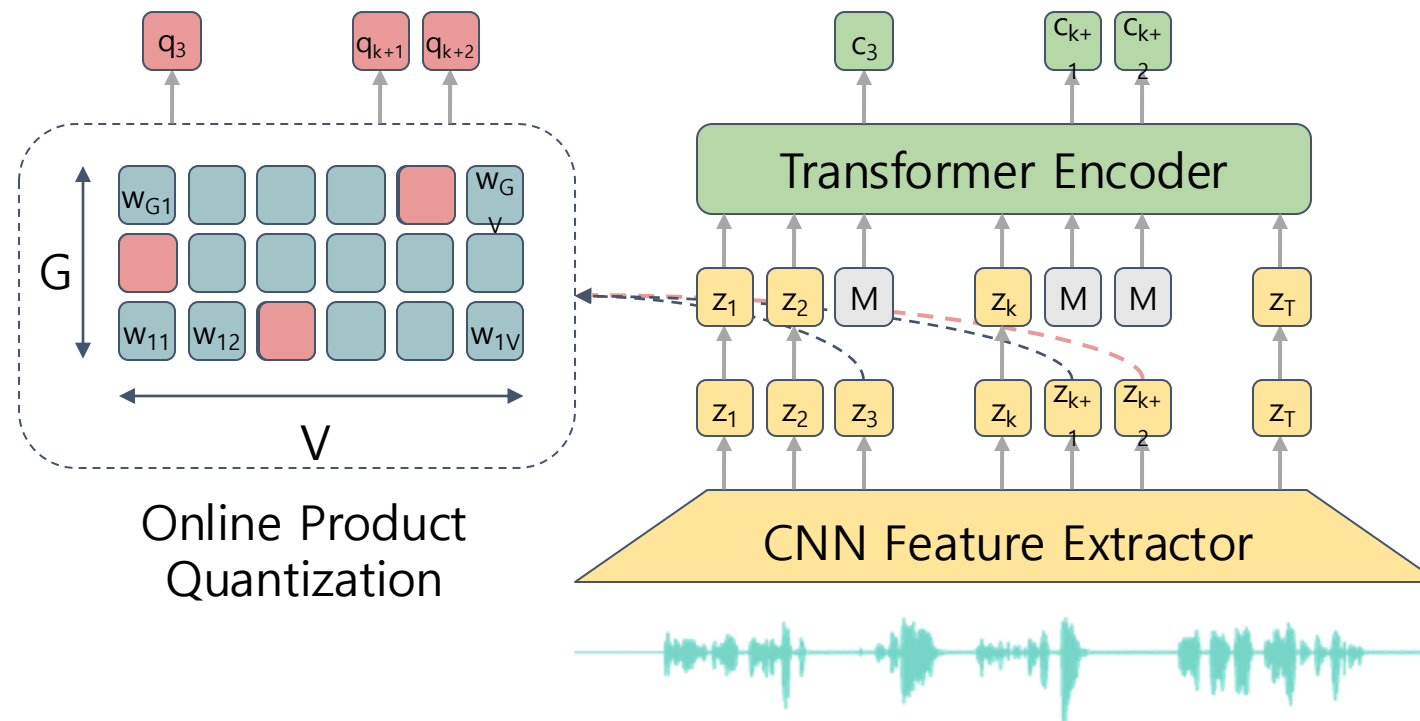 q3
qk+1
qk+2
c3
ck+1
ck+2
Transformer Encoder
wG1
wGV
G
w11
w12
w1V
V
z1
z2
M
zk
M
M
zT
z1
z2
z3
zk
zk+1
zk+2
zT
Online Product
Quantization
CNN Feature Extractor